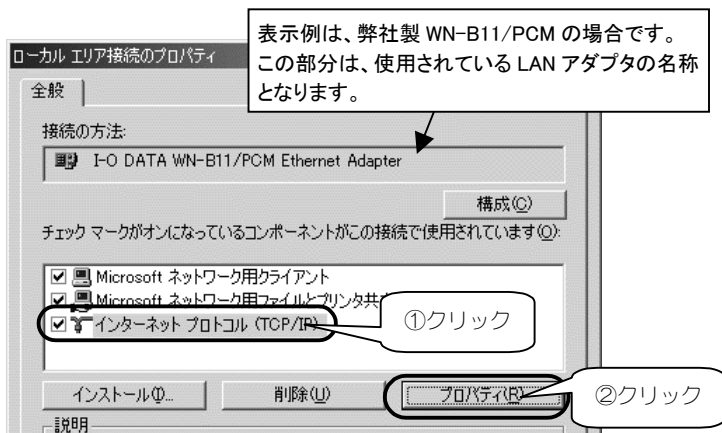 表示例は、弊社製 WN-B11/PCM の場合です。
この部分は、使用されている LAN アダプタの名称
となります。
ローカル エリア接続のプロパティ
全般
接続の方法:
I-O DATA WN-B11/PCM Ethernet Adapter
構成(C)
チェック マークがオンになっているコンポーネントがこの接続で使用されています(O):
Microsoft ネットワーク用クライアント
Microsoft ネットワーク用ファイルとプリンタ共
インターネット プロトコル (TCP/IP)
①クリック
インストール(I)...
削除(U)
プロパティ(R)
②クリック
説明